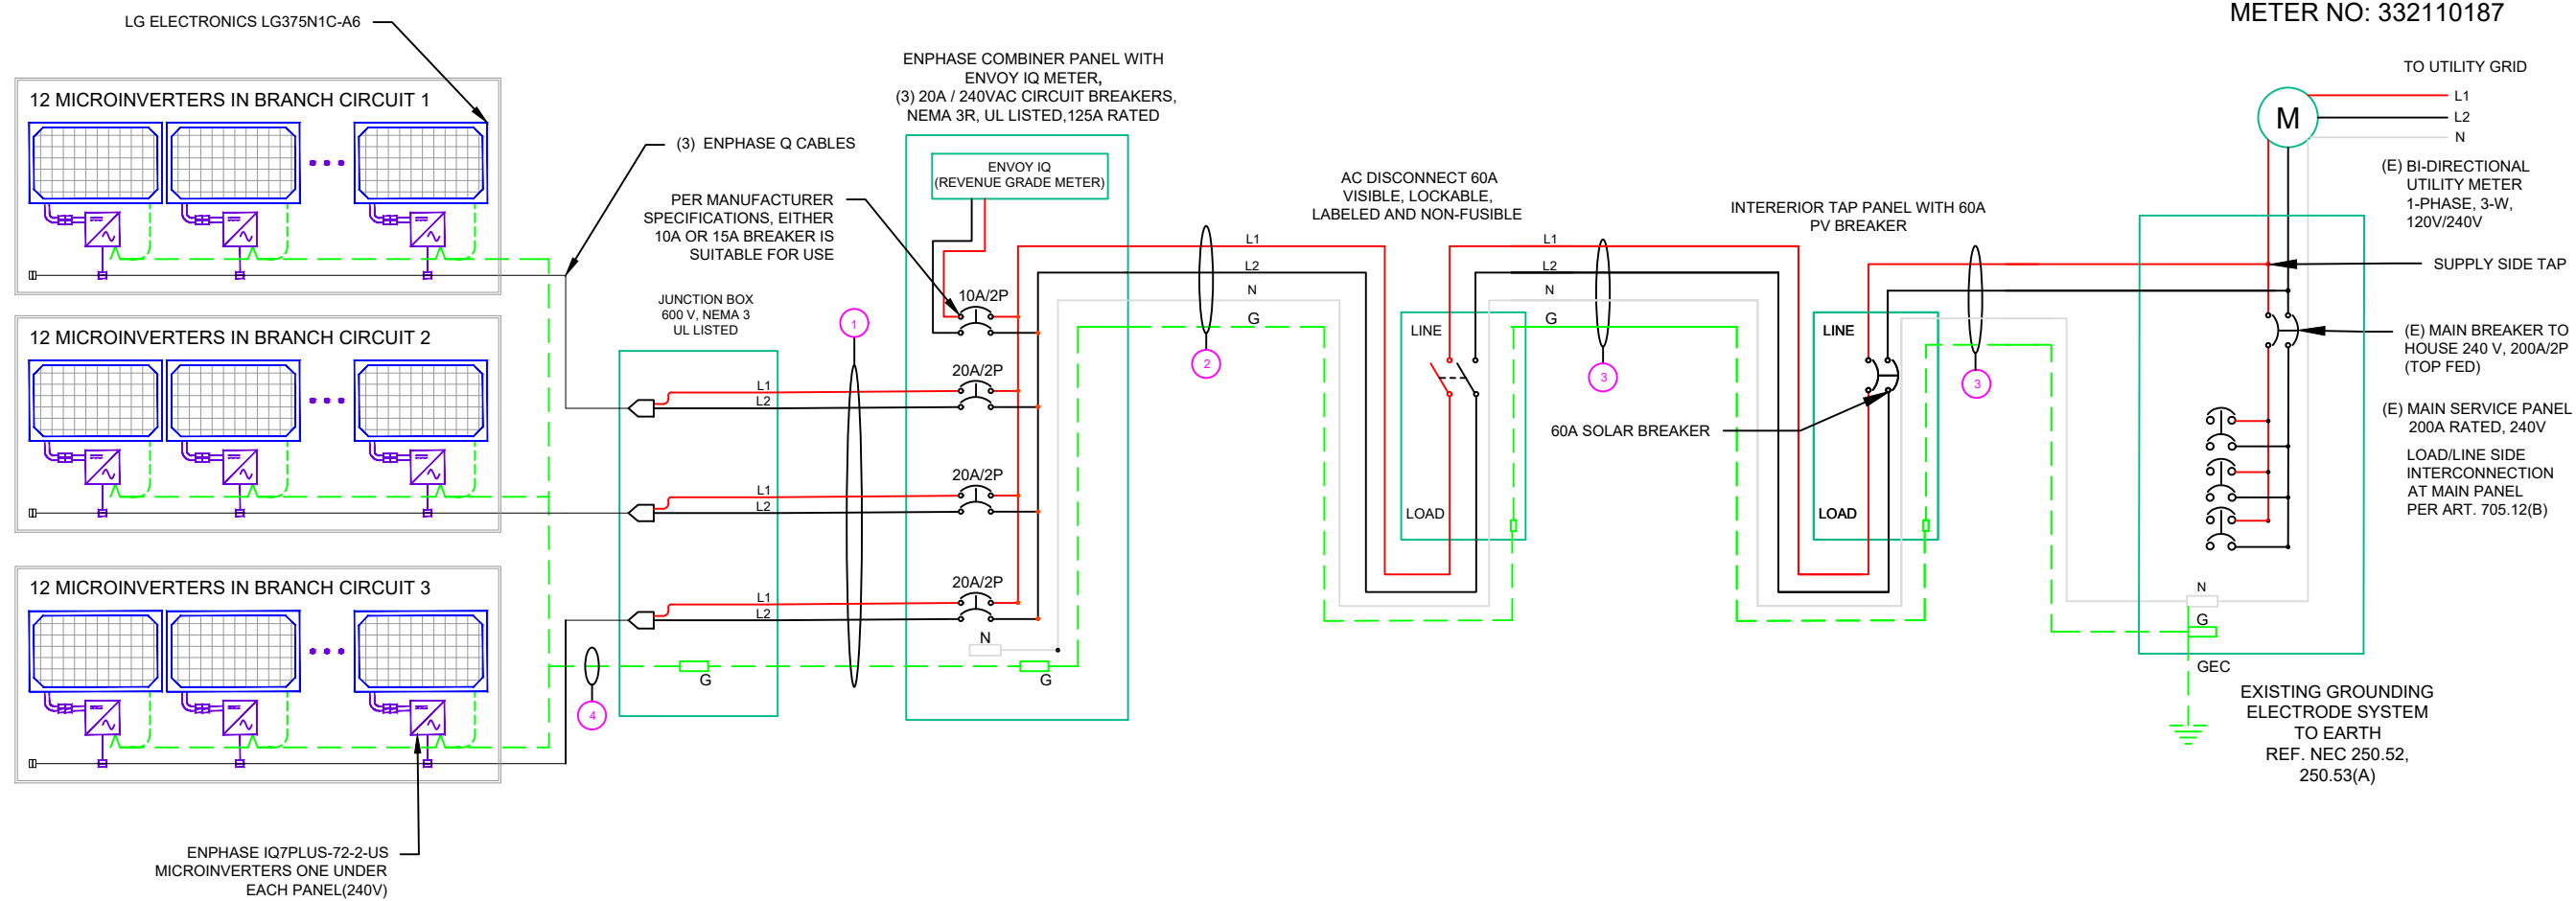 METER NO: 332110187
LG ELECTRONICS LG375N1C-A6
12 MICROINVERTERS IN BRANCH CIRCUIT 1
12 MICROINVERTERS IN BRANCH CIRCUIT 2
12 MICROINVERTERS IN BRANCH CIRCUIT 3
ENPHASE IQ7PLUS-72-2-US
MICROINVERTERS ONE UNDER
EACH PANEL(240V)
(3) ENPHASE Q CABLES
PER MANUFACTURER
SPECIFICATIONS, EITHER
10A OR 15A BREAKER IS
SUITABLE FOR USE
JUNCTION BOX
600 V, NEMA 3
UL LISTED
L1
L2
L1
L2
L1
L2
G
4
1
ENPHASE COMBINER PANEL WITH
ENVOY IQ METER,
(3) 20A / 240VAC CIRCUIT BREAKERS,
NEMA 3R, UL LISTED,125A RATED
ENVOY IQ
(REVENUE GRADE METER)
10A/2P
20A/2P
20A/2P
20A/2P
N
G
L1
L2
N
G
2
AC DISCONNECT 60A
VISIBLE, LOCKABLE,
LABELED AND NON-FUSIBLE
LINE
LOAD
L1
L2
N
G
3
INTERERIOR TAP PANEL WITH 60A
PV BREAKER
LINE
LOAD
60A SOLAR BREAKER
3
TO UTILITY GRID
M
L1
L2
N
(E) BI-DIRECTIONAL
UTILITY METER
1-PHASE, 3-W,
120V/240V
SUPPLY SIDE TAP
(E) MAIN BREAKER TO
HOUSE 240 V, 200A/2P
(TOP FED)
(E) MAIN SERVICE PANEL
200A RATED, 240V
LOAD/LINE SIDE
INTERCONNECTION
AT MAIN PANEL
PER ART. 705.12(B)
N
G
GEC
EXISTING GROUNDING
ELECTRODE SYSTEM
TO EARTH
REF. NEC 250.52,
250.53(A)